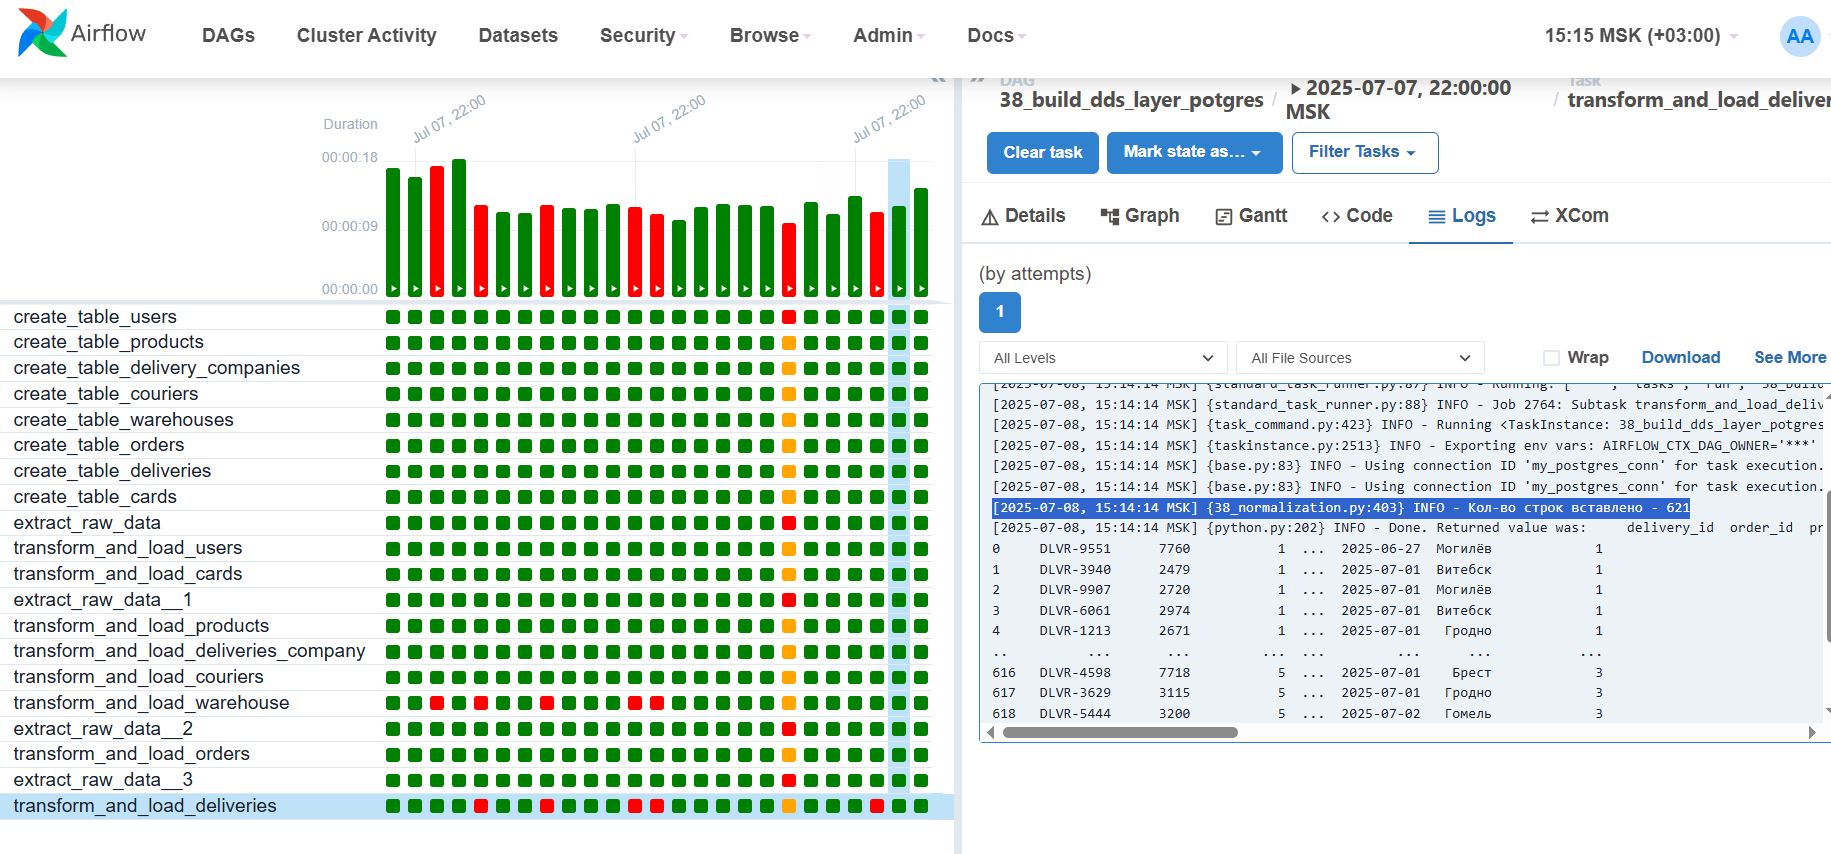 Airflow
DAGs
Cluster Activity
Datasets
Security
Browse
Admin
Docs
15:15 MSK (+03:00)
AA
Duration
00:00:18
00:00:09
00:00:00
Jul 07, 22:00
Jul 07, 22:00
Jul 07, 22:00
create_table_users
create_table_products
create_table_delivery_companies
create_table_couriers
create_table_warehouses
create_table_orders
create_table_deliveries
create_table_cards
extract_raw_data
transform_and_load_users
transform_and_load_cards
extract_raw_data__1
transform_and_load_products
transform_and_load_deliveries_company
transform_and_load_couriers
transform_and_load_warehouse
extract_raw_data__2
transform_and_load_orders
extract_raw_data__3
transform_and_load_deliveries
DAG
38_build_dds_layer_potgres
/
2025-07-07, 22:00:00
MSK
/
Task
transform_and_load_deliver
Clear task
Mark state as...
Filter Tasks
Details
Graph
Gantt
Code
Logs
XCom
(by attempts)
1
All Levels
All File Sources
Wrap
Download
See More
[2025-07-08, 15:14:14 MSK] {standard_task_runner.py:87} INFO - Running: ['
[2025-07-08, 15:14:14 MSK] {standard_task_runner.py:88} INFO - Job 2764: Subtask transform_and_load_deliv
[2025-07-08, 15:14:14 MSK] {task_command.py:423} INFO - Running <TaskInstance: 38_build_dds_layer_potgres
[2025-07-08, 15:14:14 MSK] {taskinstance.py:2513} INFO - Exporting env vars: AIRFLOW_CTX_DAG_OWNER='***'
[2025-07-08, 15:14:14 MSK] {base.py:83} INFO - Using connection ID 'my_postgres_conn' for task execution.
[2025-07-08, 15:14:14 MSK] {base.py:83} INFO - Using connection ID 'my_postgres_conn' for task execution.
[2025-07-08, 15:14:14 MSK] {38_normalization.py:403} INFO - Кол-во строк вставлено - 621
[2025-07-08, 15:14:14 MSK] {python.py:202} INFO - Done. Returned value was: delivery_id order_id pr
0 DLVR-9551 7760 1 ... 2025-06-27 Могилёв 1
1 DLVR-3940 2479 1 ... 2025-07-01 Витебск 1
2 DLVR-9907 2720 1 ... 2025-07-01 Могилёв 1
3 DLVR-6061 2974 1 ... 2025-07-01 Витебск 1
4 DLVR-1213 2671 1 ... 2025-07-01 Гродно 1
.. ... ... ... ... ... ... ...
616 DLVR-4598 7718 5 ... 2025-07-01 Брест 3
617 DLVR-3629 3115 5 ... 2025-07-01 Гродно 3
618 DLVR-5444 3200 5 ... 2025-07-02 Гомель 3